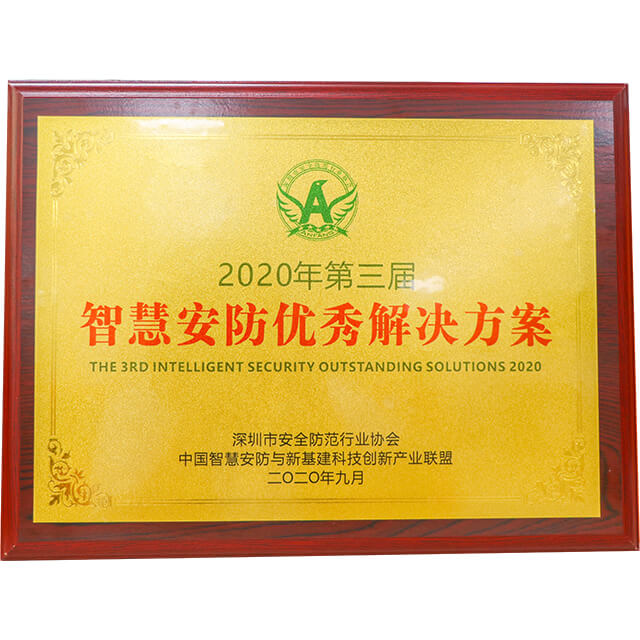 ANFANG
2020年第三届
智慧安防优秀解决方案
THE 3RD INTELLIGENT SECURITY OUTSTANDING SOLUTIONS 2020
深圳市安全防范行业协会
中国智慧安防与新基建科技创新产业联盟
二〇二〇年九月